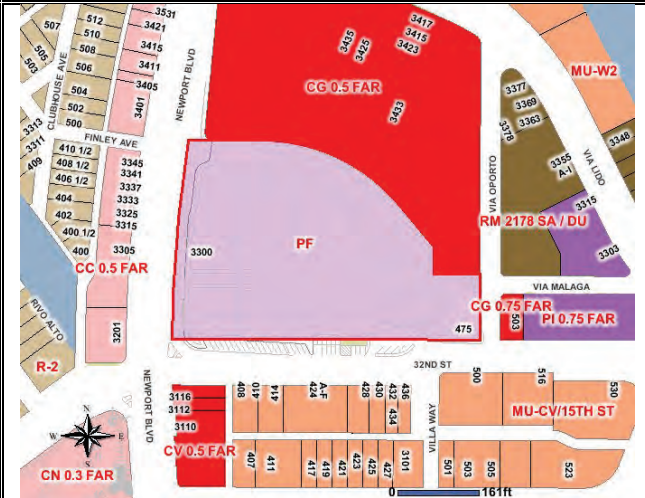 3531
3421
3415
3411
3405
3401
512
510
508
506
504
502
500
507
505
503
CLUBHOUSE AVE
NEWPORT BLVD
3417
3415
3423
3435
3425
3433
CG 0.5 FAR
MU-W2
3377
3369
3363
3378
3355
A-I
3348
VIA LIDO
3315
3303
VIA OPORTO
RM 2178 SA / DU
3313
3311
409
FINLEY AVE
410 1/2
408 1/2
406 1/2
404
402
400 1/2
400
3345
3341
3337
3333
3325
3315
3305
CC 0.5 FAR
3201
3300
PF
475
VIA MALAGA
CG 0.75 FAR
503
PI 0.75 FAR
RIVO ALTO
R-2
32ND ST
NEWPORT BLVD
3116
3112
3110
CV 0.5 FAR
408
410
414
424
A-F
428
430
432
434
436
500
516
530
MU-CV/15TH ST
VILLA WAY
407
411
417
419
421
423
425
427
3101
501
503
505
523
N
W
E
S
CN 0.3 FAR
0
161ft